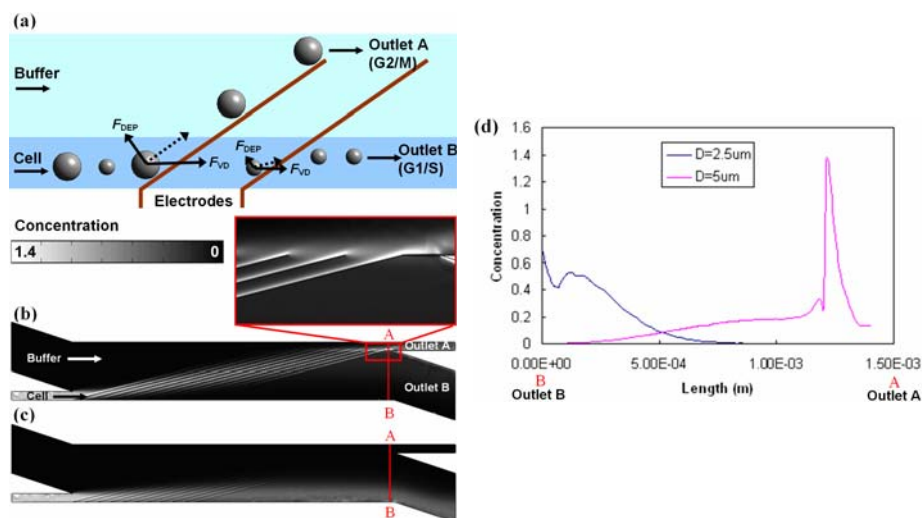 (a)
Outlet A
(G2/M)
Buffer
F_DEP
F_DEP
Outlet B
(G1/S)
Cell
F_VD
F_VD
Electrodes
Concentration
1.4 0
(b)
A
Outlet A
Buffer
Outlet B
Cell
B
(c)
A
B
(d)
1.6
1.4
1.2
1
0.8
0.6
0.4
0.2
0
Concentration
D=2.5um
D=5um
0.00E+00 5.00E-04 1.00E-03 1.50E-03
B Length (m) A
Outlet B Outlet A